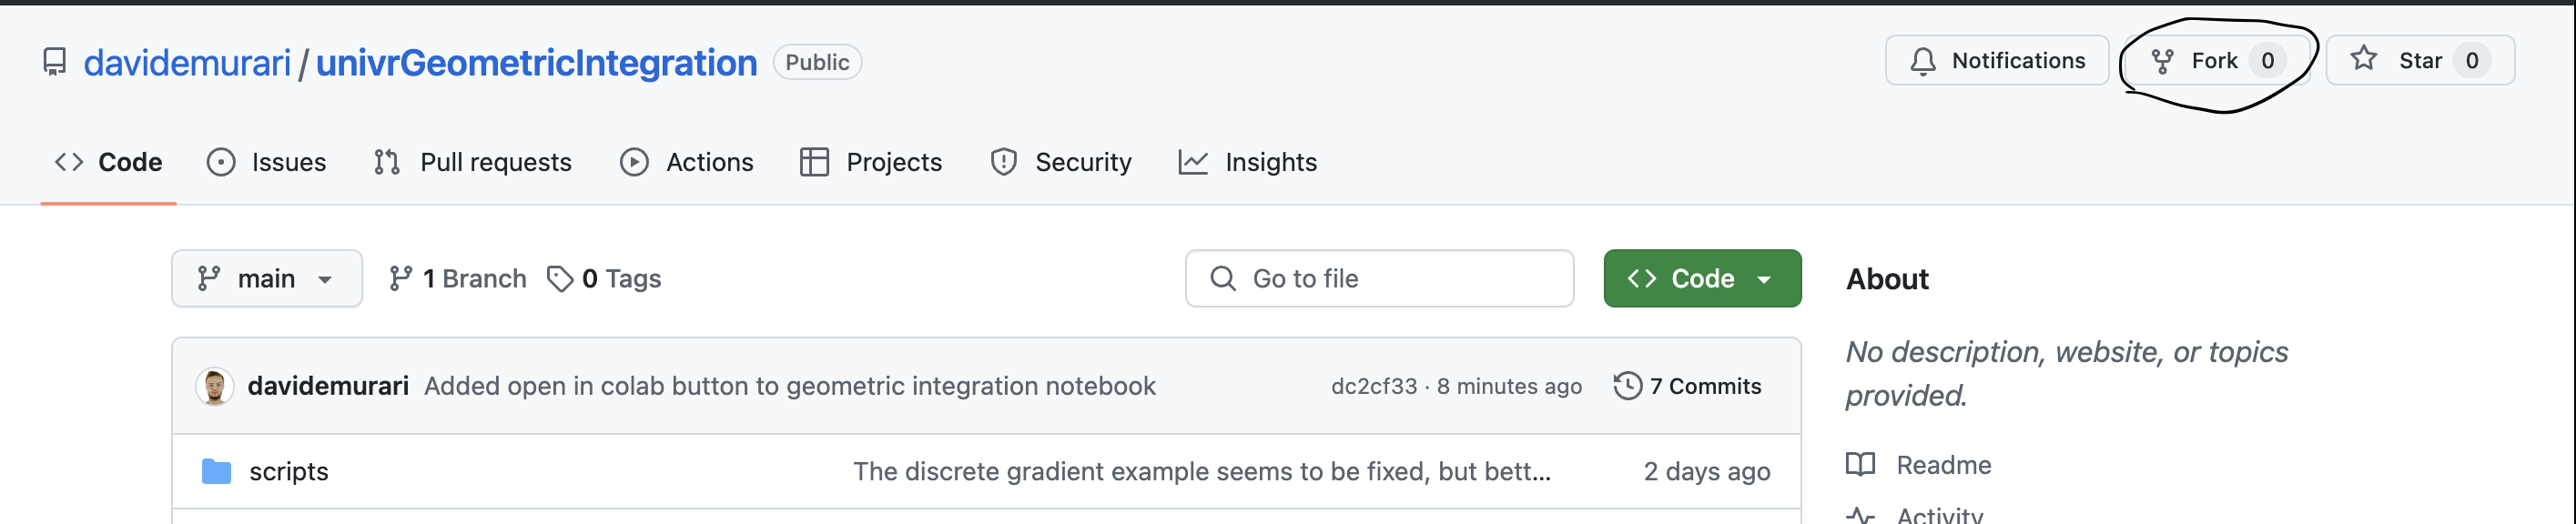 davidemurari / univrGeometricIntegration Public Notifications Fork 0 Star 0
Code Issues Pull requests Actions Projects Security Insights
main 1 Branch 0 Tags Go to file Code About
No description, website, or topics
provided.
davidemurari Added open in colab button to geometric integration notebook dc2cf33 · 8 minutes ago 7 Commits
scripts The discrete gradient example seems to be fixed, but bett... 2 days ago
Readme
Activity